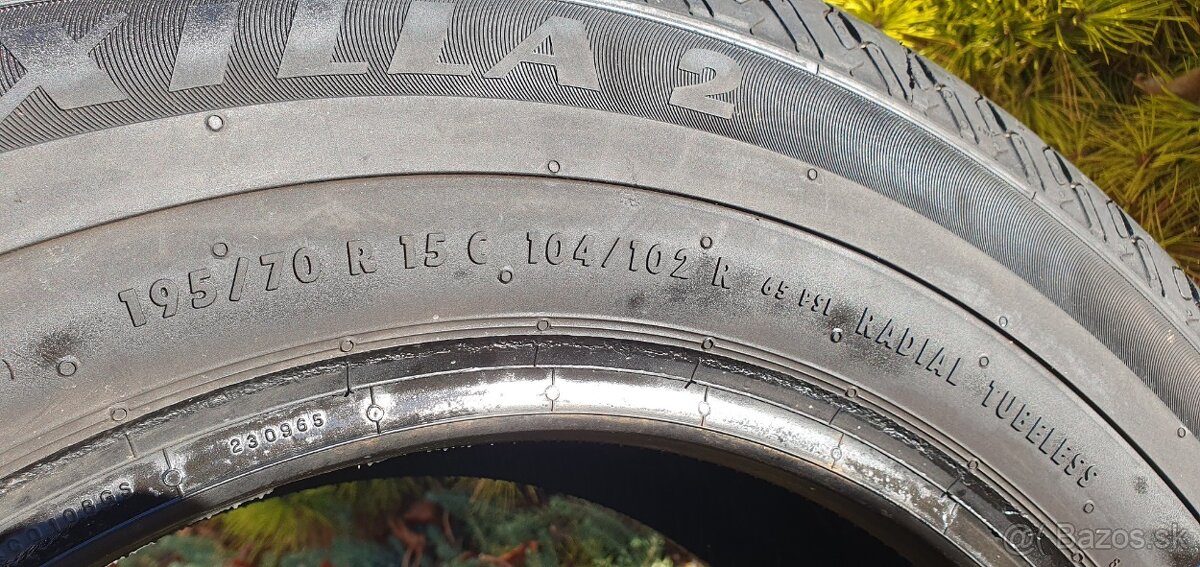 XILLA 2
195/70 R 15 C 104/102 R 65 PSI RADIAL TUBELESS
230965
Bazos.sk